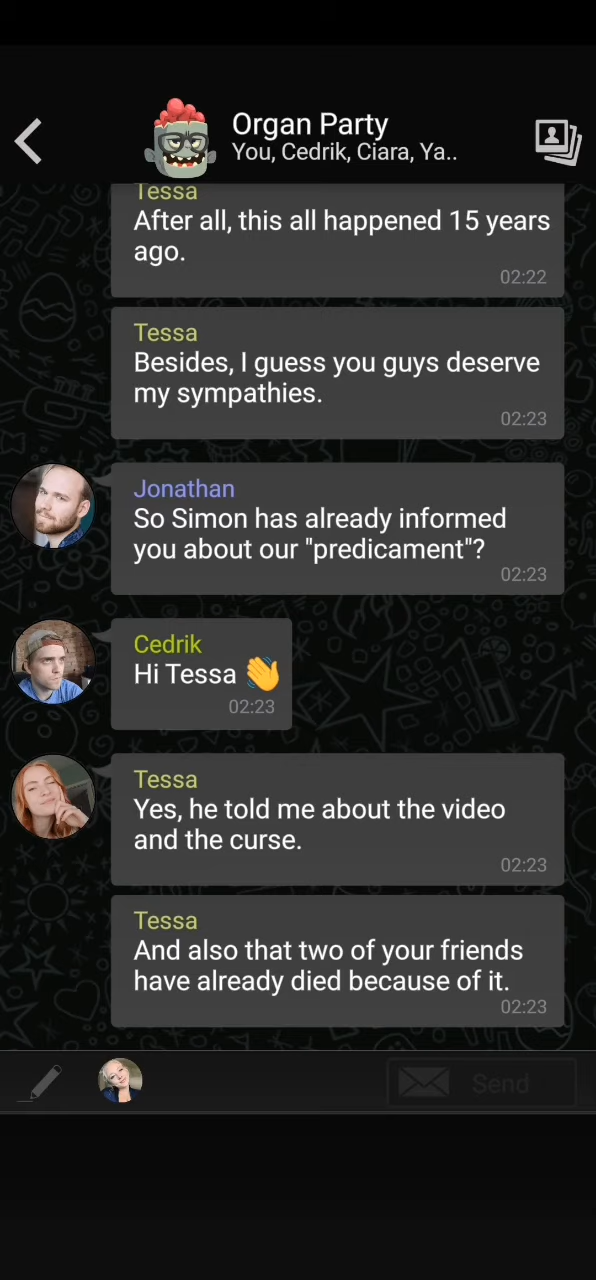 Organ Party
You, Cedrik, Ciara, Ya..
Tessa
After all, this all happened 15 years
ago.
02:22
Tessa
Besides, I guess you guys deserve
my sympathies.
02:23
Jonathan
So Simon has already informed
you about our "predicament"?
02:23
Cedrik
Hi Tessa 👋
02:23
Tessa
Yes, he told me about the video
and the curse.
02:23
Tessa
And also that two of your friends
have already died because of it.
02:23
Send